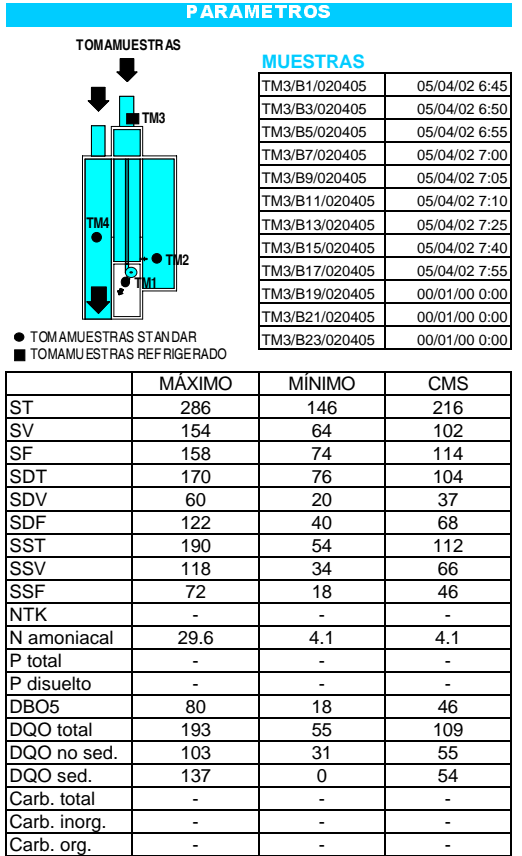 PARAMETROS
TOMAMUESTRAS
TM3
TM4
TM2
TM1
TOMAMUESTRAS STANDAR
TOMAMUESTRAS REFRIGERADO
MUESTRAS
TM3/B1/020405 05/04/02 6:45
TM3/B3/020405 05/04/02 6:50
TM3/B5/020405 05/04/02 6:55
TM3/B7/020405 05/04/02 7:00
TM3/B9/020405 05/04/02 7:05
TM3/B11/020405 05/04/02 7:10
TM3/B13/020405 05/04/02 7:25
TM3/B15/020405 05/04/02 7:40
TM3/B17/020405 05/04/02 7:55
TM3/B19/020405 00/01/00 0:00
TM3/B21/020405 00/01/00 0:00
TM3/B23/020405 00/01/00 0:00
MÁXIMO MÍNIMO CMS
ST 286 146 216
SV 154 64 102
SF 158 74 114
SDT 170 76 104
SDV 60 20 37
SDF 122 40 68
SST 190 54 112
SSV 118 34 66
SSF 72 18 46
NTK - - -
N amoniacal 29.6 4.1 4.1
P total - - -
P disuelto - - -
DBO5 80 18 46
DQO total 193 55 109
DQO no sed. 103 31 55
DQO sed. 137 0 54
Carb. total - - -
Carb. inorg. - - -
Carb. org. - - -